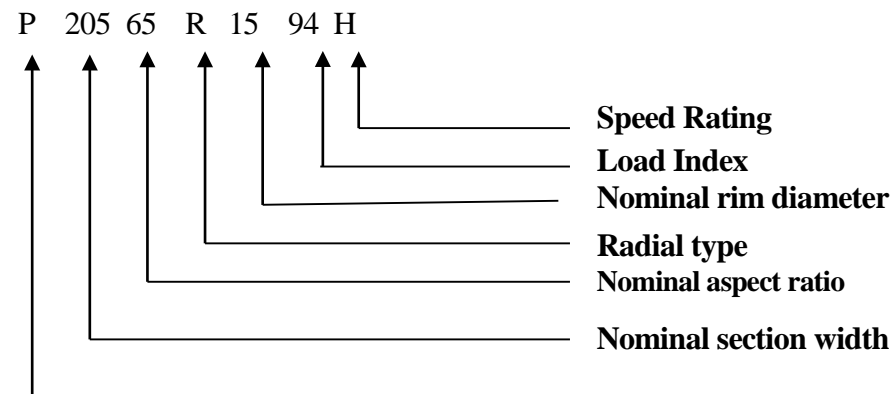 P 205 65 R 15 94 H
Speed Rating
Load Index
Nominal rim diameter
Radial type
Nominal aspect ratio
Nominal section width